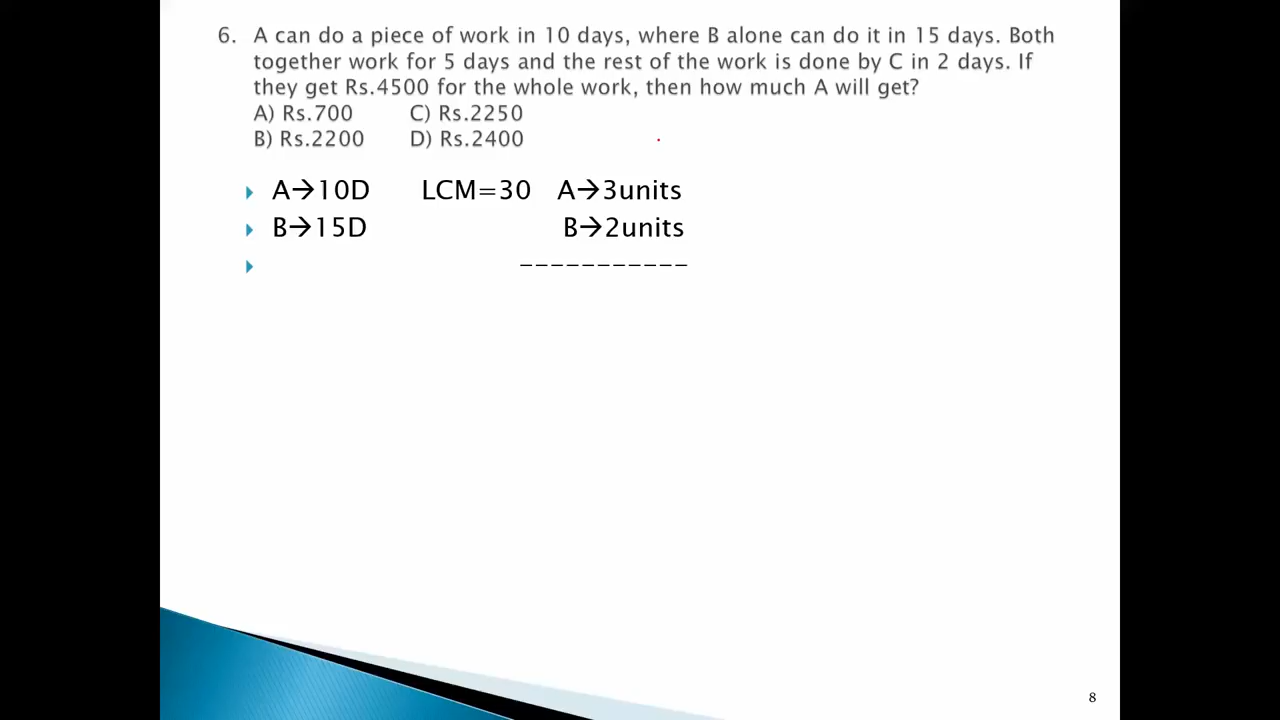 6. A can do a piece of work in 10 days, where B alone can do it in 15 days. Both
together work for 5 days and the rest of the work is done by C in 2 days. If
they get Rs.4500 for the whole work, then how much A will get?
A) Rs.700 C) Rs.2250
B) Rs.2200 D) Rs.2400
A→10D LCM=30 A→3units
B→15D B→2units
-----------
8